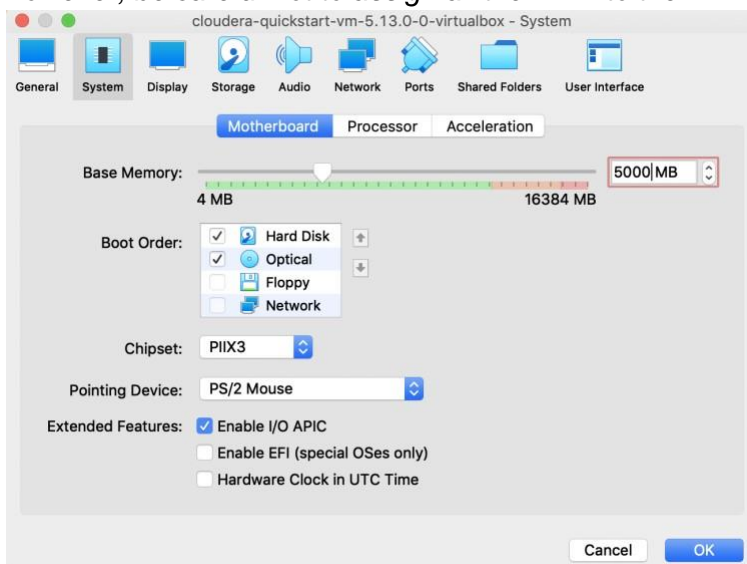 cloudera-quickstart-vm-5.13.0-0-virtualbox - System
General System Display Storage Audio Network Ports Shared Folders User Interface
Motherboard Processor Acceleration
Base Memory: 5000 MB
4 MB 16384 MB
Boot Order: Hard Disk
Optical
Floppy
Network
Chipset: PIIX3
Pointing Device: PS/2 Mouse
Extended Features: Enable I/O APIC
Enable EFI (special OSes only)
Hardware Clock in UTC Time
Cancel OK